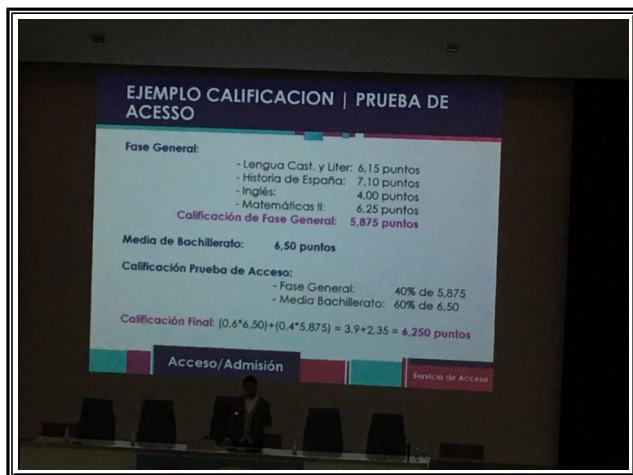 EJEMPLO CALIFICACION | PRUEBA DE
ACESSO
Fase General:
- Lengua Cast. y Liter: 6,15 puntos
- Historia de España: 7,10 puntos
- Inglés: 4,00 puntos
- Matemáticas II: 6,25 puntos
Calificación de Fase General: 5,875 puntos
Media de Bachillerato: 6,50 puntos
Calificación Prueba de Acceso:
- Fase General: 40% de 5,875
- Media Bachillerato: 60% de 6,50
Calificación Final: (0,6*6,50)+(0,4*5,875) = 3,9+2,35 = 6,250 puntos
Acceso/Admisión
Servicio de Acceso